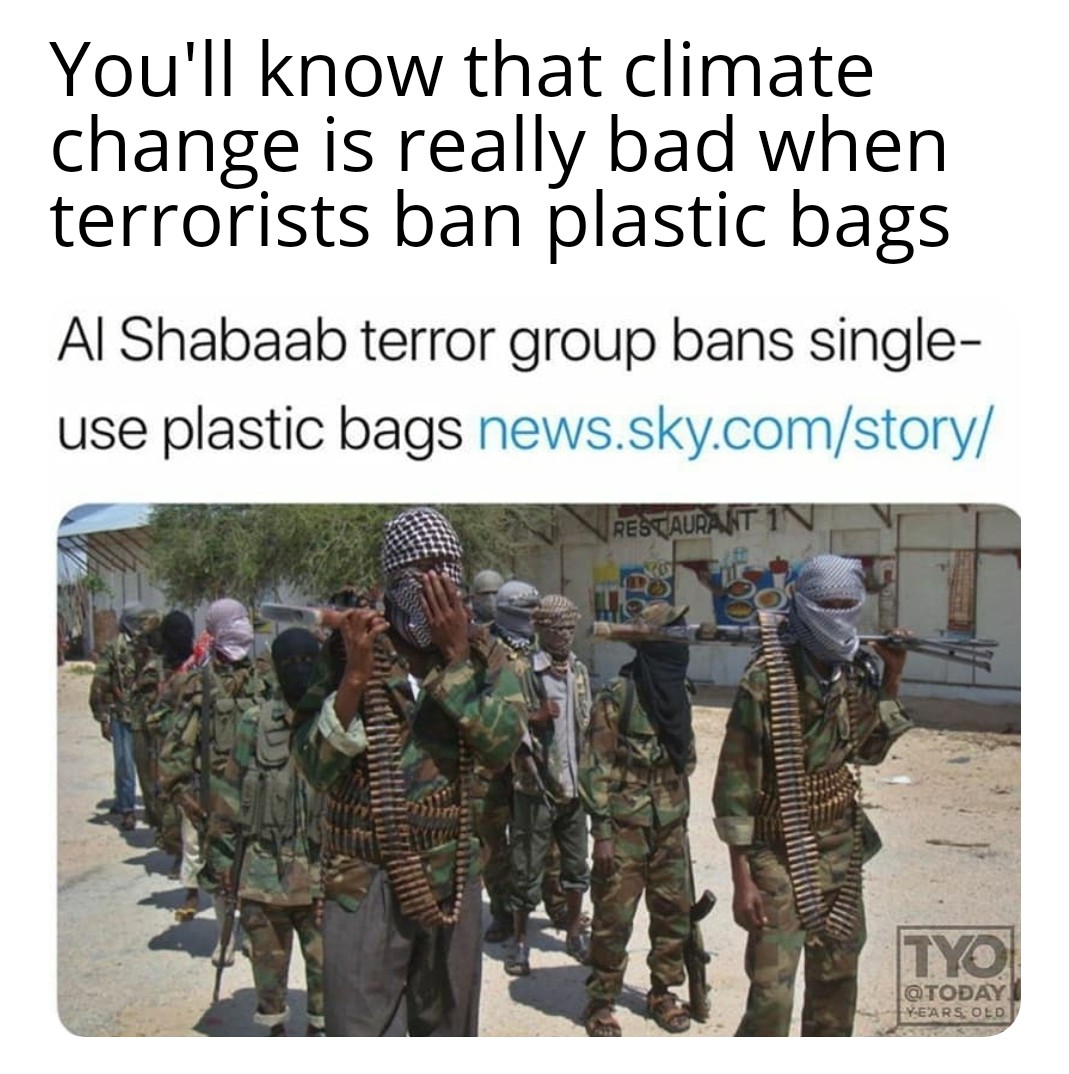 You'll know that climate
change is really bad when
terrorists ban plastic bags
Al Shabaab terror group bans single-
use plastic bags news.sky.com/story/
RESTAURANT 1
TYO
@TODAY
YEARS OLD